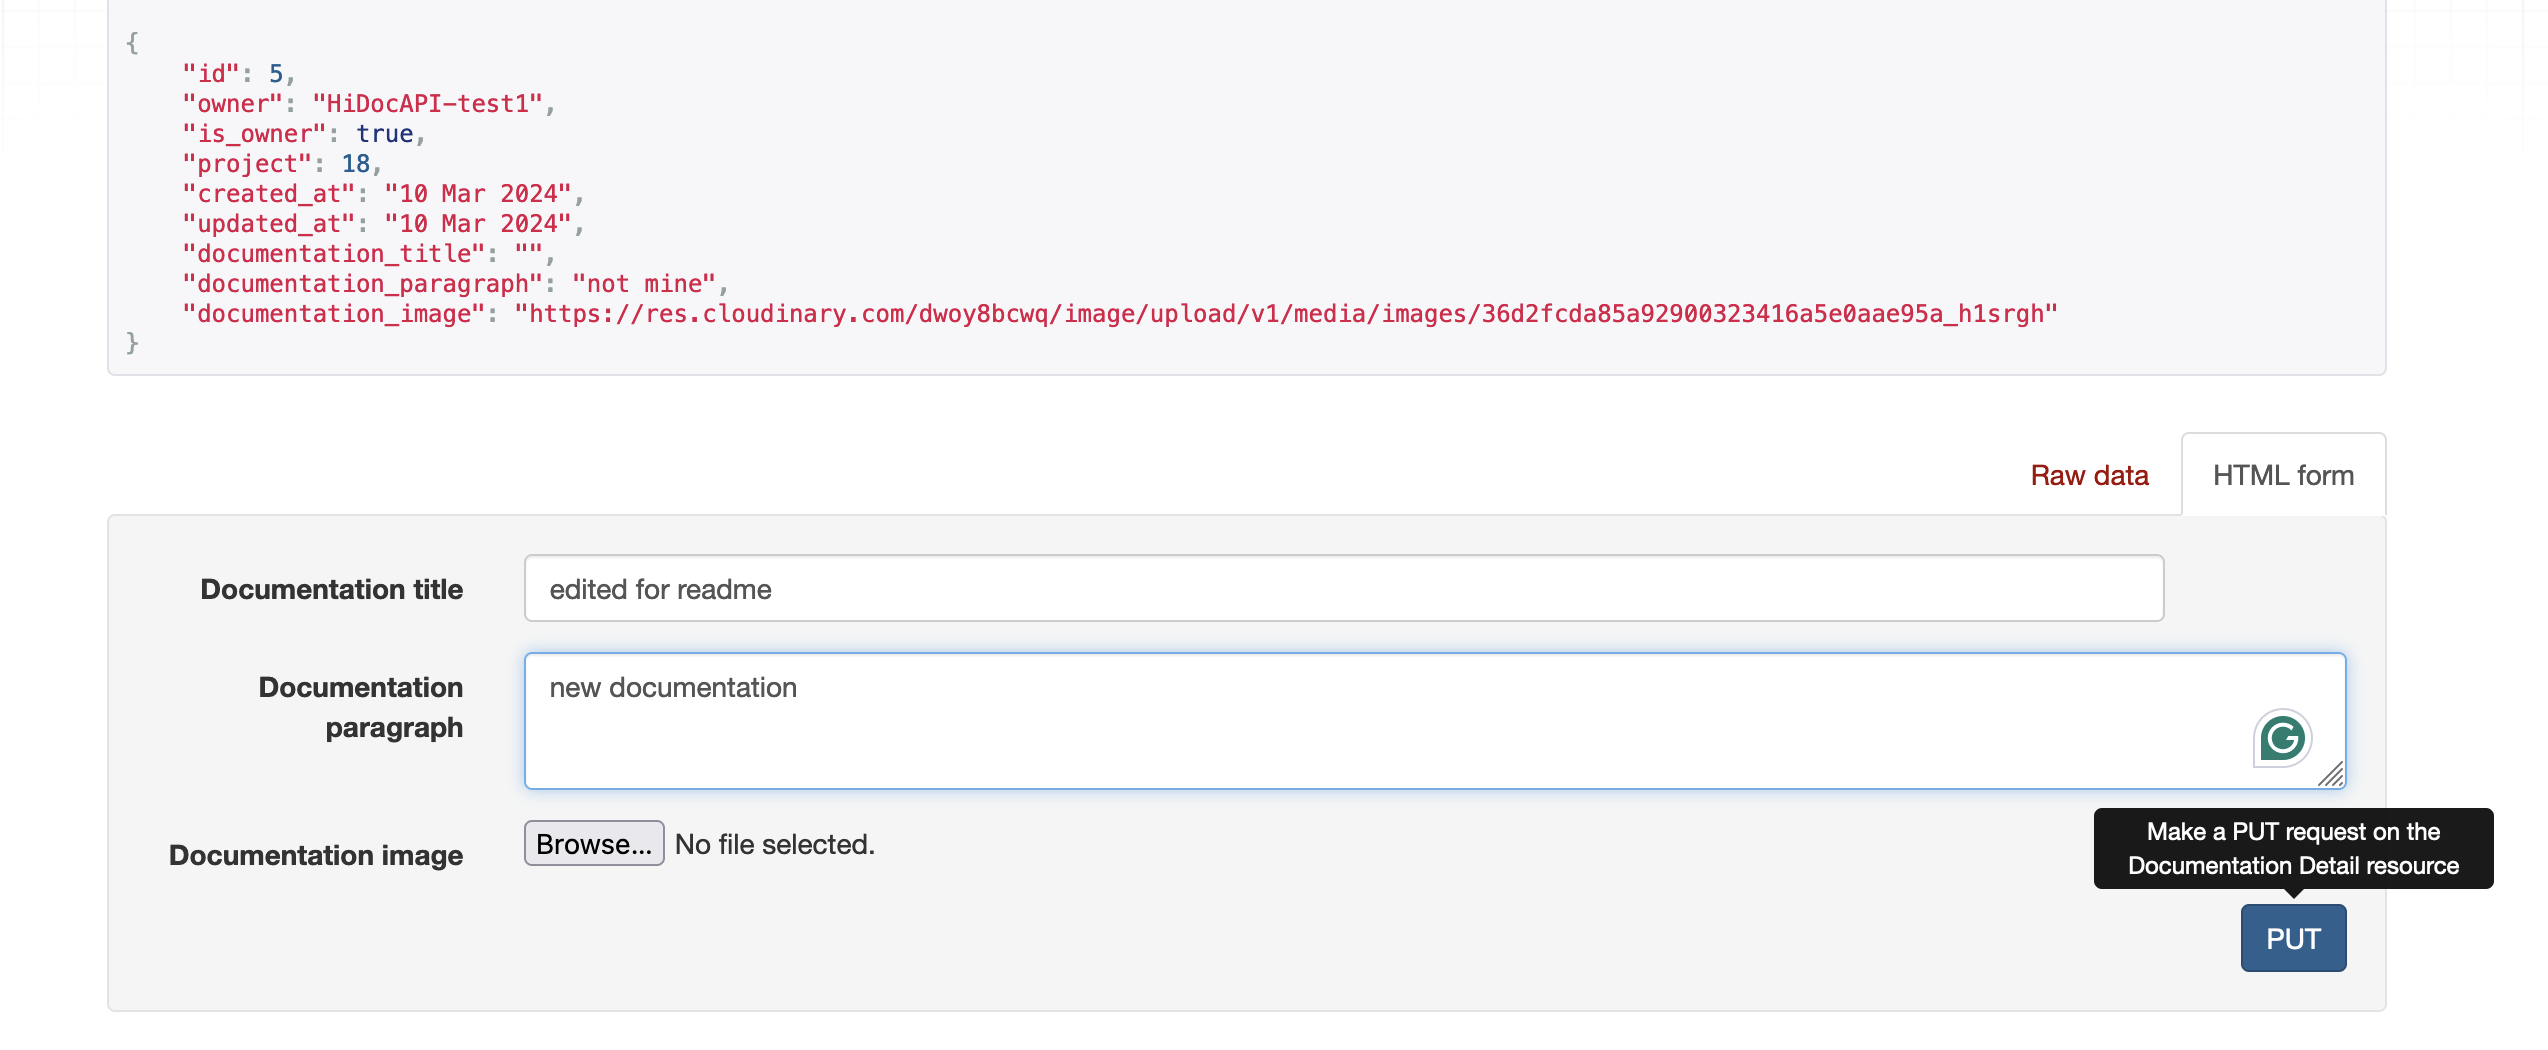 {
    "id": 5,
    "owner": "HiDocAPI-test1",
    "is_owner": true,
    "project": 18,
    "created_at": "10 Mar 2024",
    "updated_at": "10 Mar 2024",
    "documentation_title": "",
    "documentation_paragraph": "not mine",
    "documentation_image": "https://res.cloudinary.com/dwoy8bcwq/image/upload/v1/media/images/36d2fcda85a92900323416a5e0aae95a_h1srgh"
}
Raw data HTML form
Documentation title edited for readme
Documentation new documentation
paragraph
Documentation image Browse... No file selected.
Make a PUT request on the
Documentation Detail resource
PUT